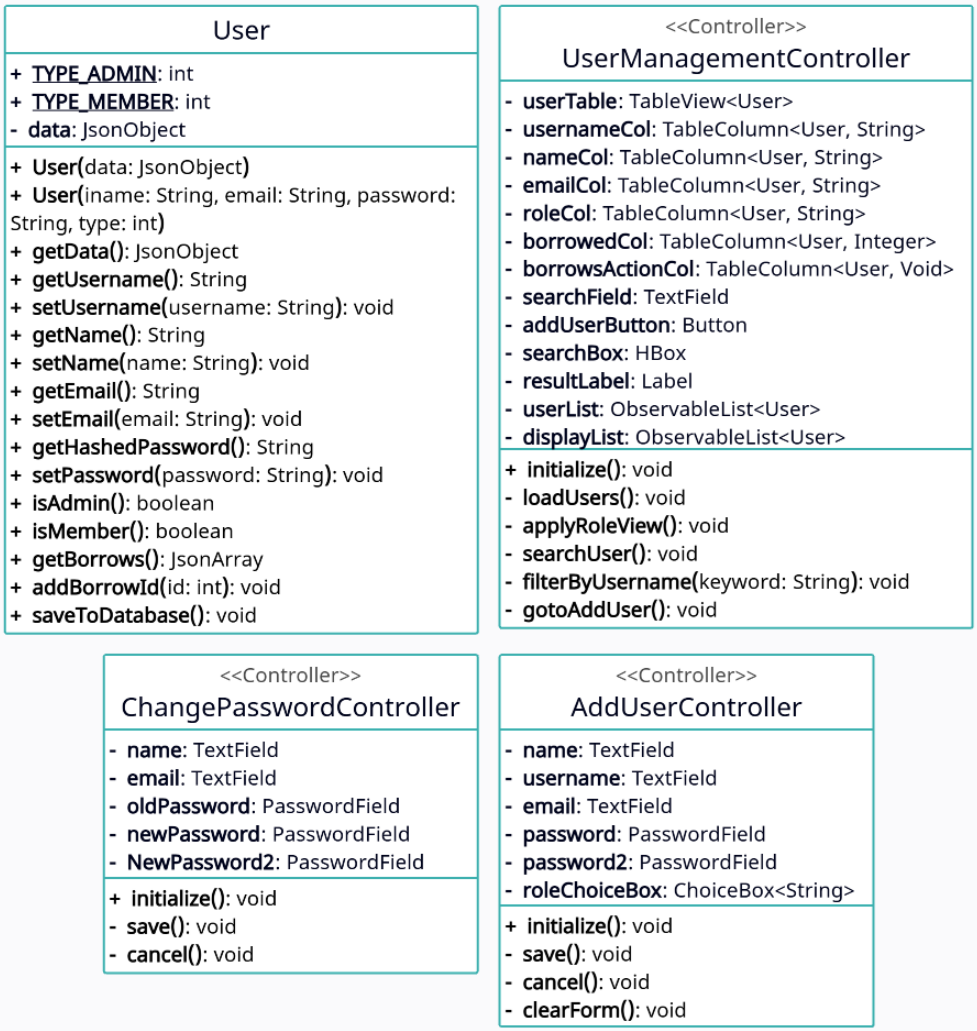 User
+ TYPE_ADMIN: int
+ TYPE_MEMBER: int
- data: JsonObject
+ User(data: JsonObject)
+ User(iname: String, email: String, password:
String, type: int)
+ getData(): JsonObject
+ getUsername(): String
+ setUsername(username: String): void
+ getName(): String
+ setName(name: String): void
+ getEmail(): String
+ setEmail(email: String): void
+ getHashedPassword(): String
+ setPassword(password: String): void
+ isAdmin(): boolean
+ isMember(): boolean
+ getBorrows(): JsonArray
+ addBorrowId(id: int): void
+ saveToDatabase(): void
<<Controller>>
UserManagementController
- userTable: TableView<User>
- usernameCol: TableColumn<User, String>
- nameCol: TableColumn<User, String>
- emailCol: TableColumn<User, String>
- roleCol: TableColumn<User, String>
- borrowedCol: TableColumn<User, Integer>
- borrowsActionCol: TableColumn<User, Void>
- searchField: TextField
- addUserButton: Button
- searchBox: HBox
- resultLabel: Label
- userList: ObservableList<User>
- displayList: ObservableList<User>
+ initialize(): void
- loadUsers(): void
- applyRoleView(): void
- searchUser(): void
- filterByUsername(keyword: String): void
- gotoAddUser(): void
<<Controller>>
ChangePasswordController
- name: TextField
- email: TextField
- oldPassword: PasswordField
- newPassword: PasswordField
- NewPassword2: PasswordField
+ initialize(): void
- save(): void
- cancel(): void
<<Controller>>
AddUserController
- name: TextField
- username: TextField
- email: TextField
- password: PasswordField
- password2: PasswordField
- roleChoiceBox: ChoiceBox<String>
+ initialize(): void
- save(): void
- cancel(): void
- clearForm(): void